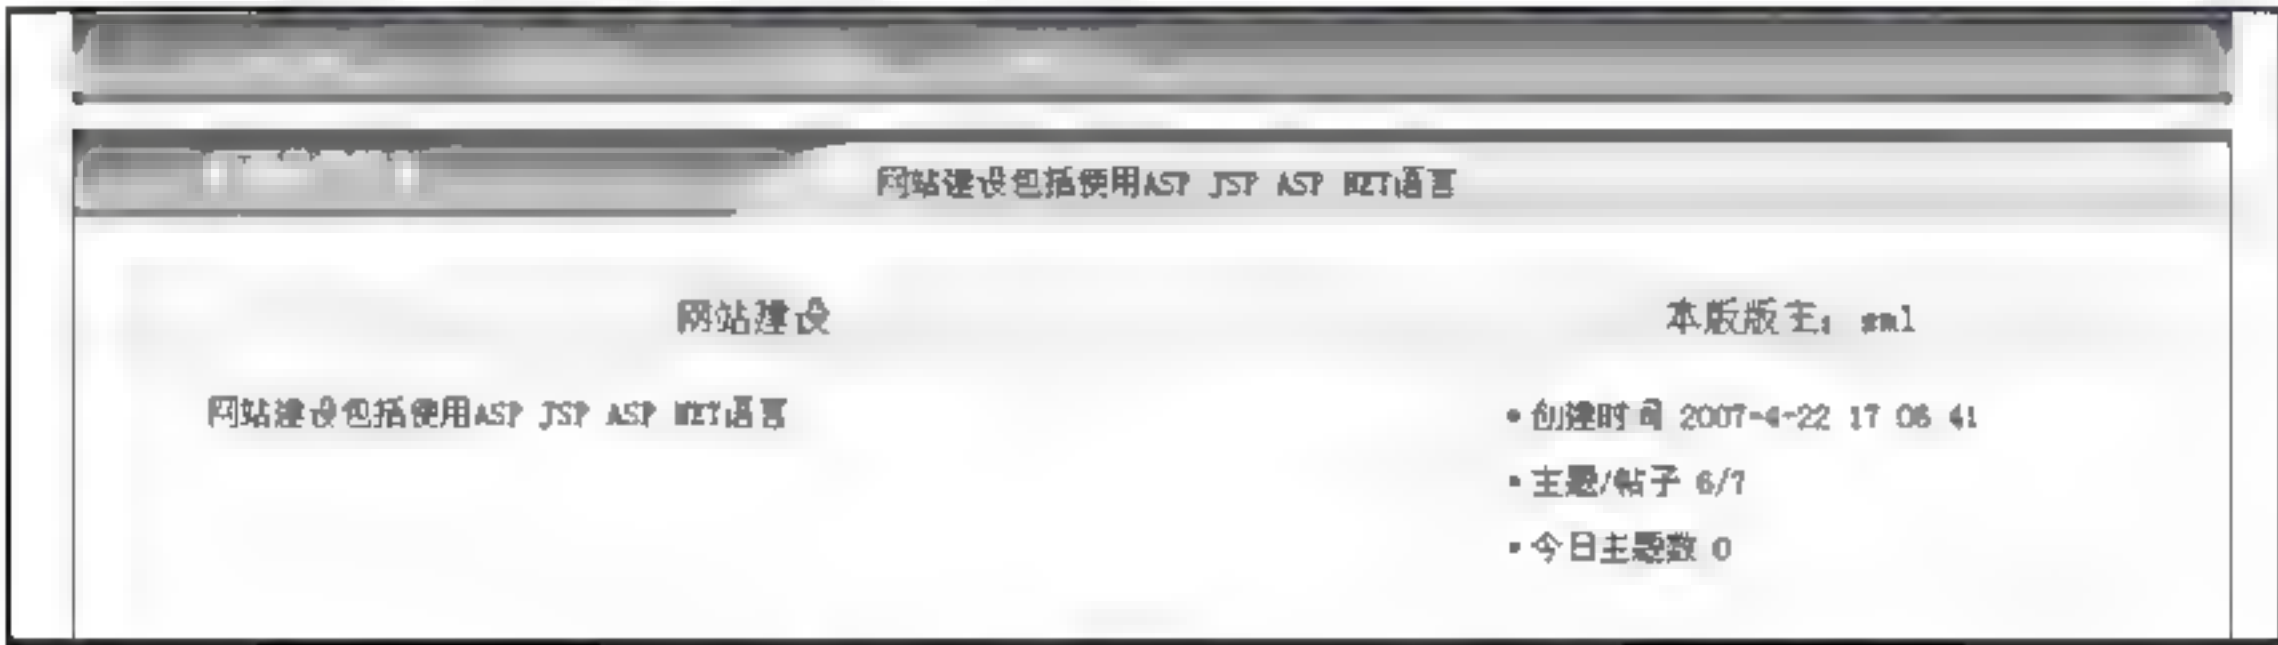 网站建设包括使用ASP JSP ASP NET语言
网站建设 本版版主：sml
网站建设包括使用ASP JSP ASP NET语言
•创建时间 2007-4-22 17 06 41
•主题/帖子 6/7
•今日主题数 0